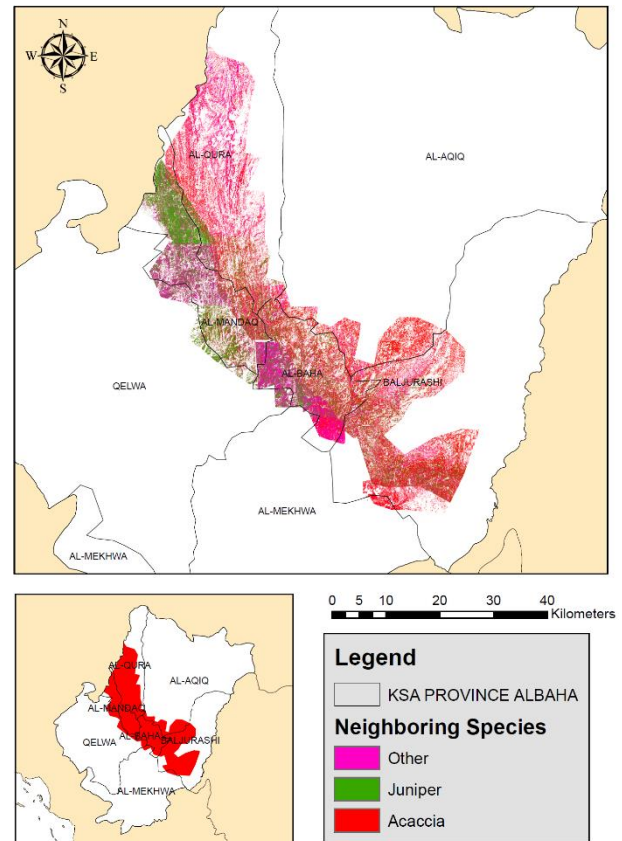 N
W E
S
AL-QURA
AL-AQIQ
AL-MANDAQ
QELWA
AL-BAHA
BALJURASHI
AL-MEKHWA
AL-MEKHWA
0 5 10 20 30 40
Kilometers
AL-QURA
AL-AQIQ
AL-MANDAQ
AL-BAHA
BALJURASHI
QELWA
AL-MEKHWA
Legend
KSA PROVINCE ALBAHA
Neighboring Species
Other
Juniper
Acaccia